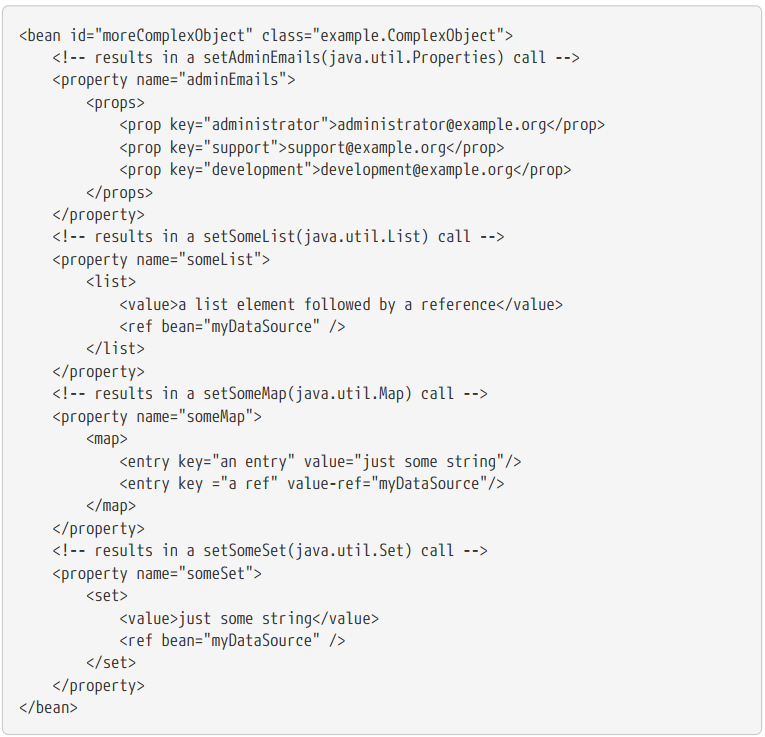 <bean id="moreComplexObject" class="example.ComplexObject">
    <!-- results in a setAdminEmails(java.util.Properties) call -->
    <property name="adminEmails">
        <props>
            <prop key="administrator">administrator@example.org</prop>
            <prop key="support">support@example.org</prop>
            <prop key="development">development@example.org</prop>
        </props>
    </property>
    <!-- results in a setSomeList(java.util.List) call -->
    <property name="someList">
        <list>
            <value>a list element followed by a reference</value>
            <ref bean="myDataSource" />
        </list>
    </property>
    <!-- results in a setSomeMap(java.util.Map) call -->
    <property name="someMap">
        <map>
            <entry key="an entry" value="just some string"/>
            <entry key ="a ref" value-ref="myDataSource"/>
        </map>
    </property>
    <!-- results in a setSomeSet(java.util.Set) call -->
    <property name="someSet">
        <set>
            <value>just some string</value>
            <ref bean="myDataSource" />
        </set>
    </property>
</bean>